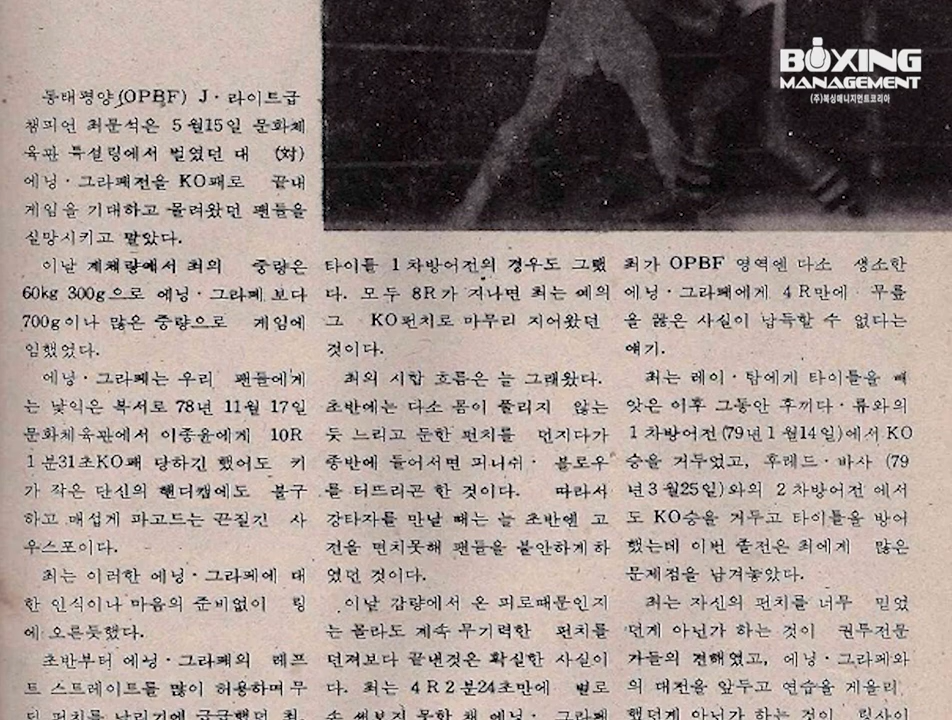 BOXING
MANAGEMENT
(주)복싱매니지먼트코리아
동태평양(OPBF) J·라이트급
챔피언 최문석은 5월15일 문화체
육관 특설링에서 벌였던 대 (対)
에닝·그라페전을 KO패로 끝내
게임을 기대하고 몰려왔던 팬들을
실망시키고 말았다.
이날 계체량에서 최의 중량은
60kg 300g으로 에닝·그라페 보다
700g이나 많은 중량으로 게임에
임했었다.
에닝·그라페는 우리 팬들에게
는 낯익은 복서로 78년 11월 17일
문화체육관에서 이종윤에게 10R
1분31초KO패 당하긴 했어도 키
가 작은 단신의 핸디캡에도 불구
하고 매섭게 파고드는 끈질긴 사
우스포이다.
최는 이러한 에닝·그라페에 대
한 인식이나 마음의 준비없이 링
에 오른듯했다.
초반부터 에닝·그라페의 레프
트 스트레이트를 많이 허용하며 무
딘 펀치를 날리기에 급급했던 최.
타이틀 1차방어전의 경우도 그랬
다. 모두 8R가 지나면 최는 예의
그 KO펀치로 마무리 지어왔던
것이다.
최의 시합 흐름은 늘 그래왔다.
초반에는 다소 몸이 풀리지 않는
듯 느리고 둔한 펀치를 던지다가
종반에 들어서면 피니쉬·블로우
를 터뜨리곤 한 것이다. 따라서
강타자를 만날 때는 늘 초반엔 고
전을 면치못해 팬들을 불안하게 하
였던 것이다.
이날 감량에서 온 피로때문인지
는 몰라도 계속 무기력한 펀치를
던져보다 끝낸것은 확실한 사실이
다. 최는 4R 2분24초만에 별로
손 써보지 못한 채 에닝·그라페
최가 OPBF 영역엔 다소 생소한
에닝·그라페에게 4R만에 무릎
을 꿇은 사실이 납득할 수 없다는
얘기.
최는 레이·탐에게 타이틀을 빼
앗은 이후 그동안 후끼다·류와의
1차방어전(79년1월14일)에서 KO
승을 거두었고, 후레드·바사 (79
년3월25일)와의 2차방어전 에서
도 KO승을 거두고 타이틀을 방어
했는데 이번 졸전은 최에게 많은
문제점을 남겨놓았다.
최는 자신의 펀치를 너무 믿었
던게 아닌가 하는 것이 권투전문
가들의 견해였고, 에닝·그라페와
의 대전을 앞두고 연습을 게을리
했던게 아닌가 하는 것이